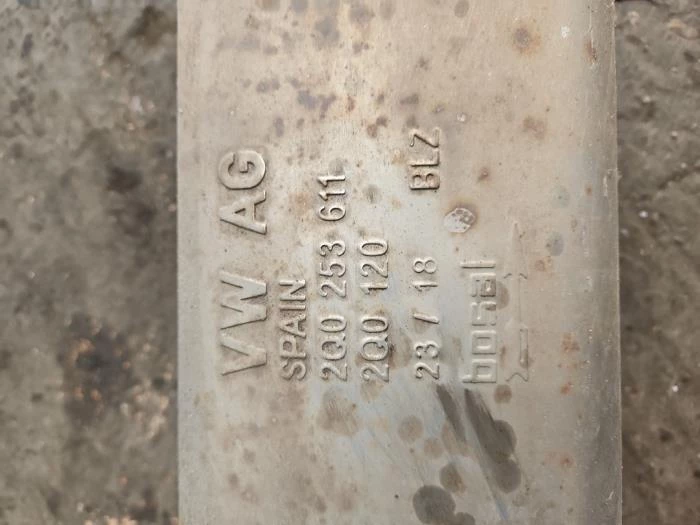 VW AG
SPAIN
2Q0 253 611
2Q0 120
23 / 18 BLZ
bosal